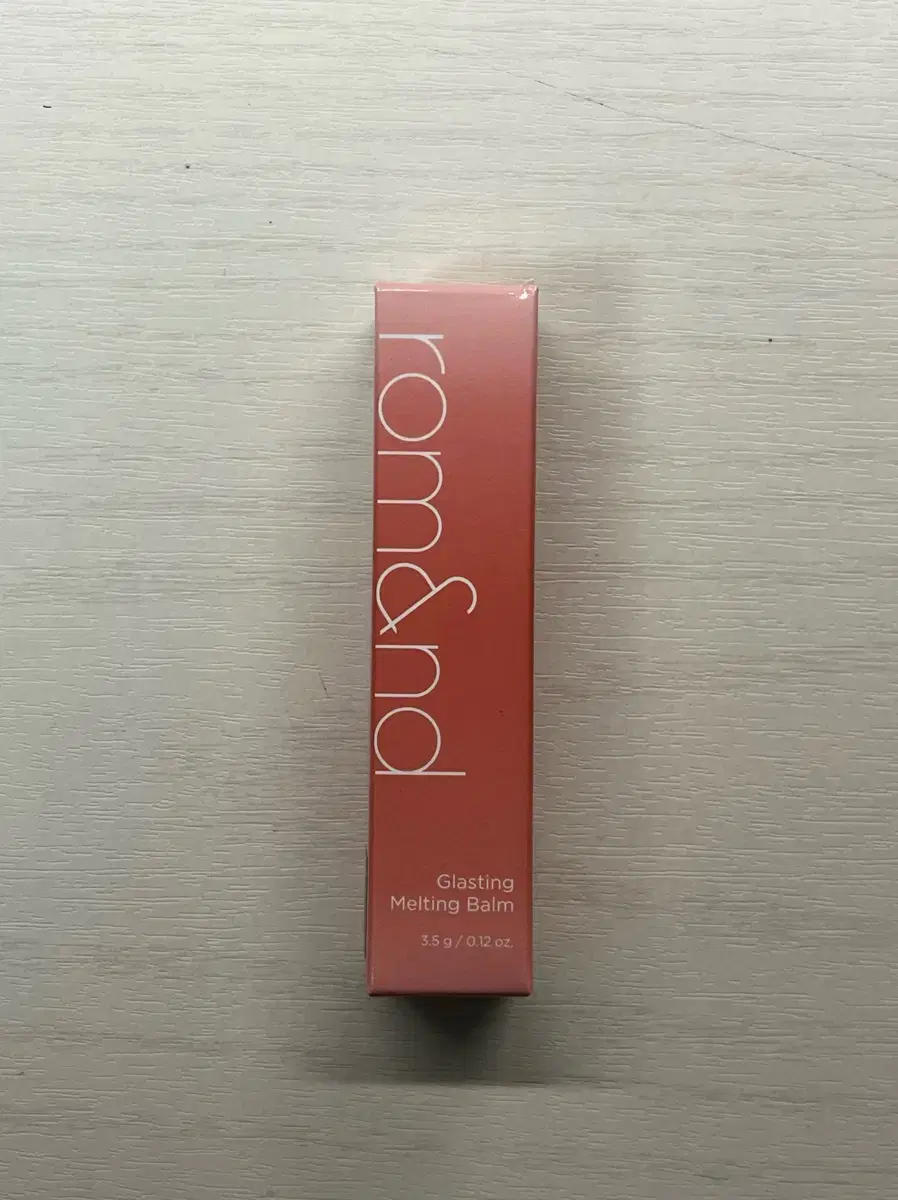 rom&nd
Glasting
Melting Balm
3.5 g / 0.12 oz.